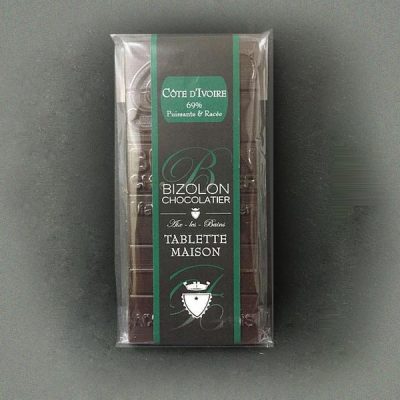 CÔTE D'IVOIRE
69%
Puissante & Racée
B
BIZOLON
CHOCOLATIER
Aix - les - Bains
TABLETTE
MAISON